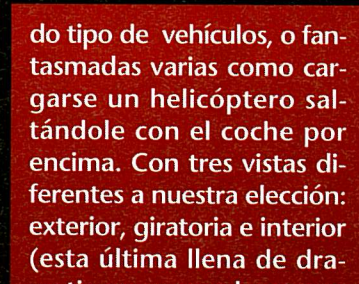 do tipo de vehículos, o fan-
tasmadas varias como car-
garse un helicóptero sal-
tándole con el coche por
encima. Con tres vistas di-
ferentes a nuestra elección:
exterior, giratoria e interior
(esta última llena de dra-